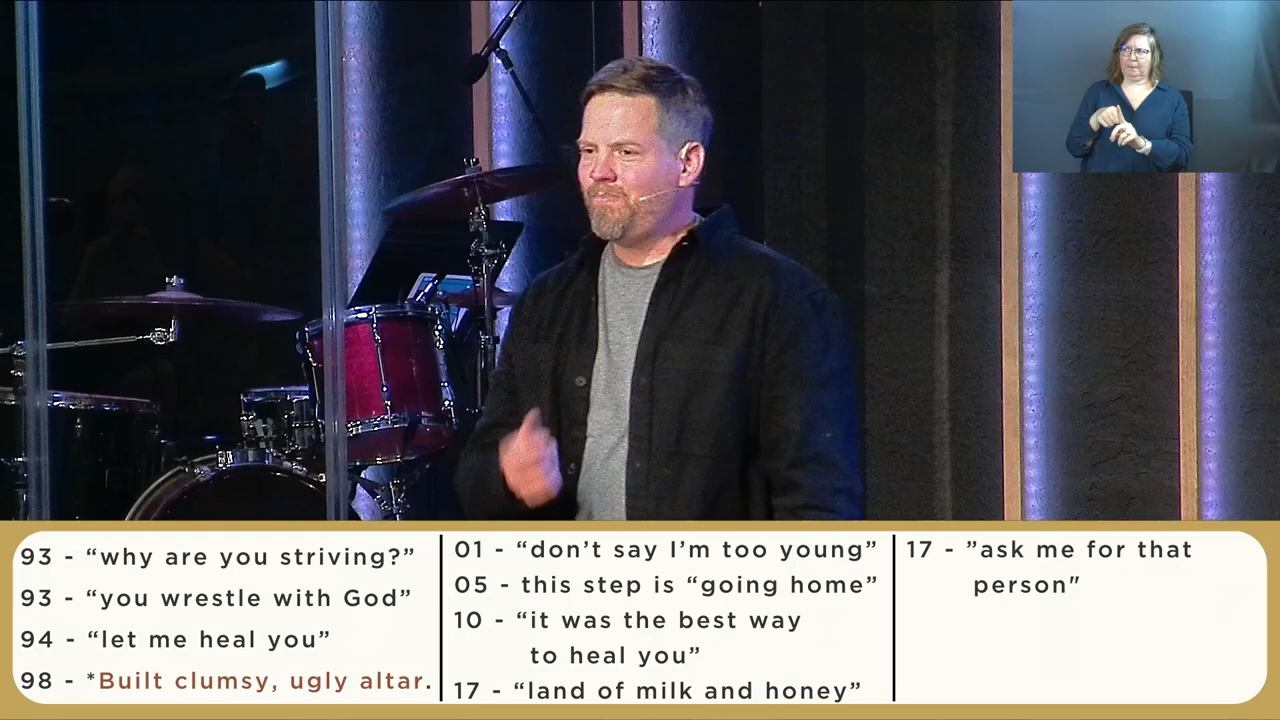 93 - “why are you striving?”
93 - “you wrestle with God”
94 - “let me heal you”
98 - *Built clumsy, ugly altar.
01 - “don’t say I’m too young”
05 - this step is “going home”
10 - “it was the best way
to heal you”
17 - “land of milk and honey”
17 - ”ask me for that
person"